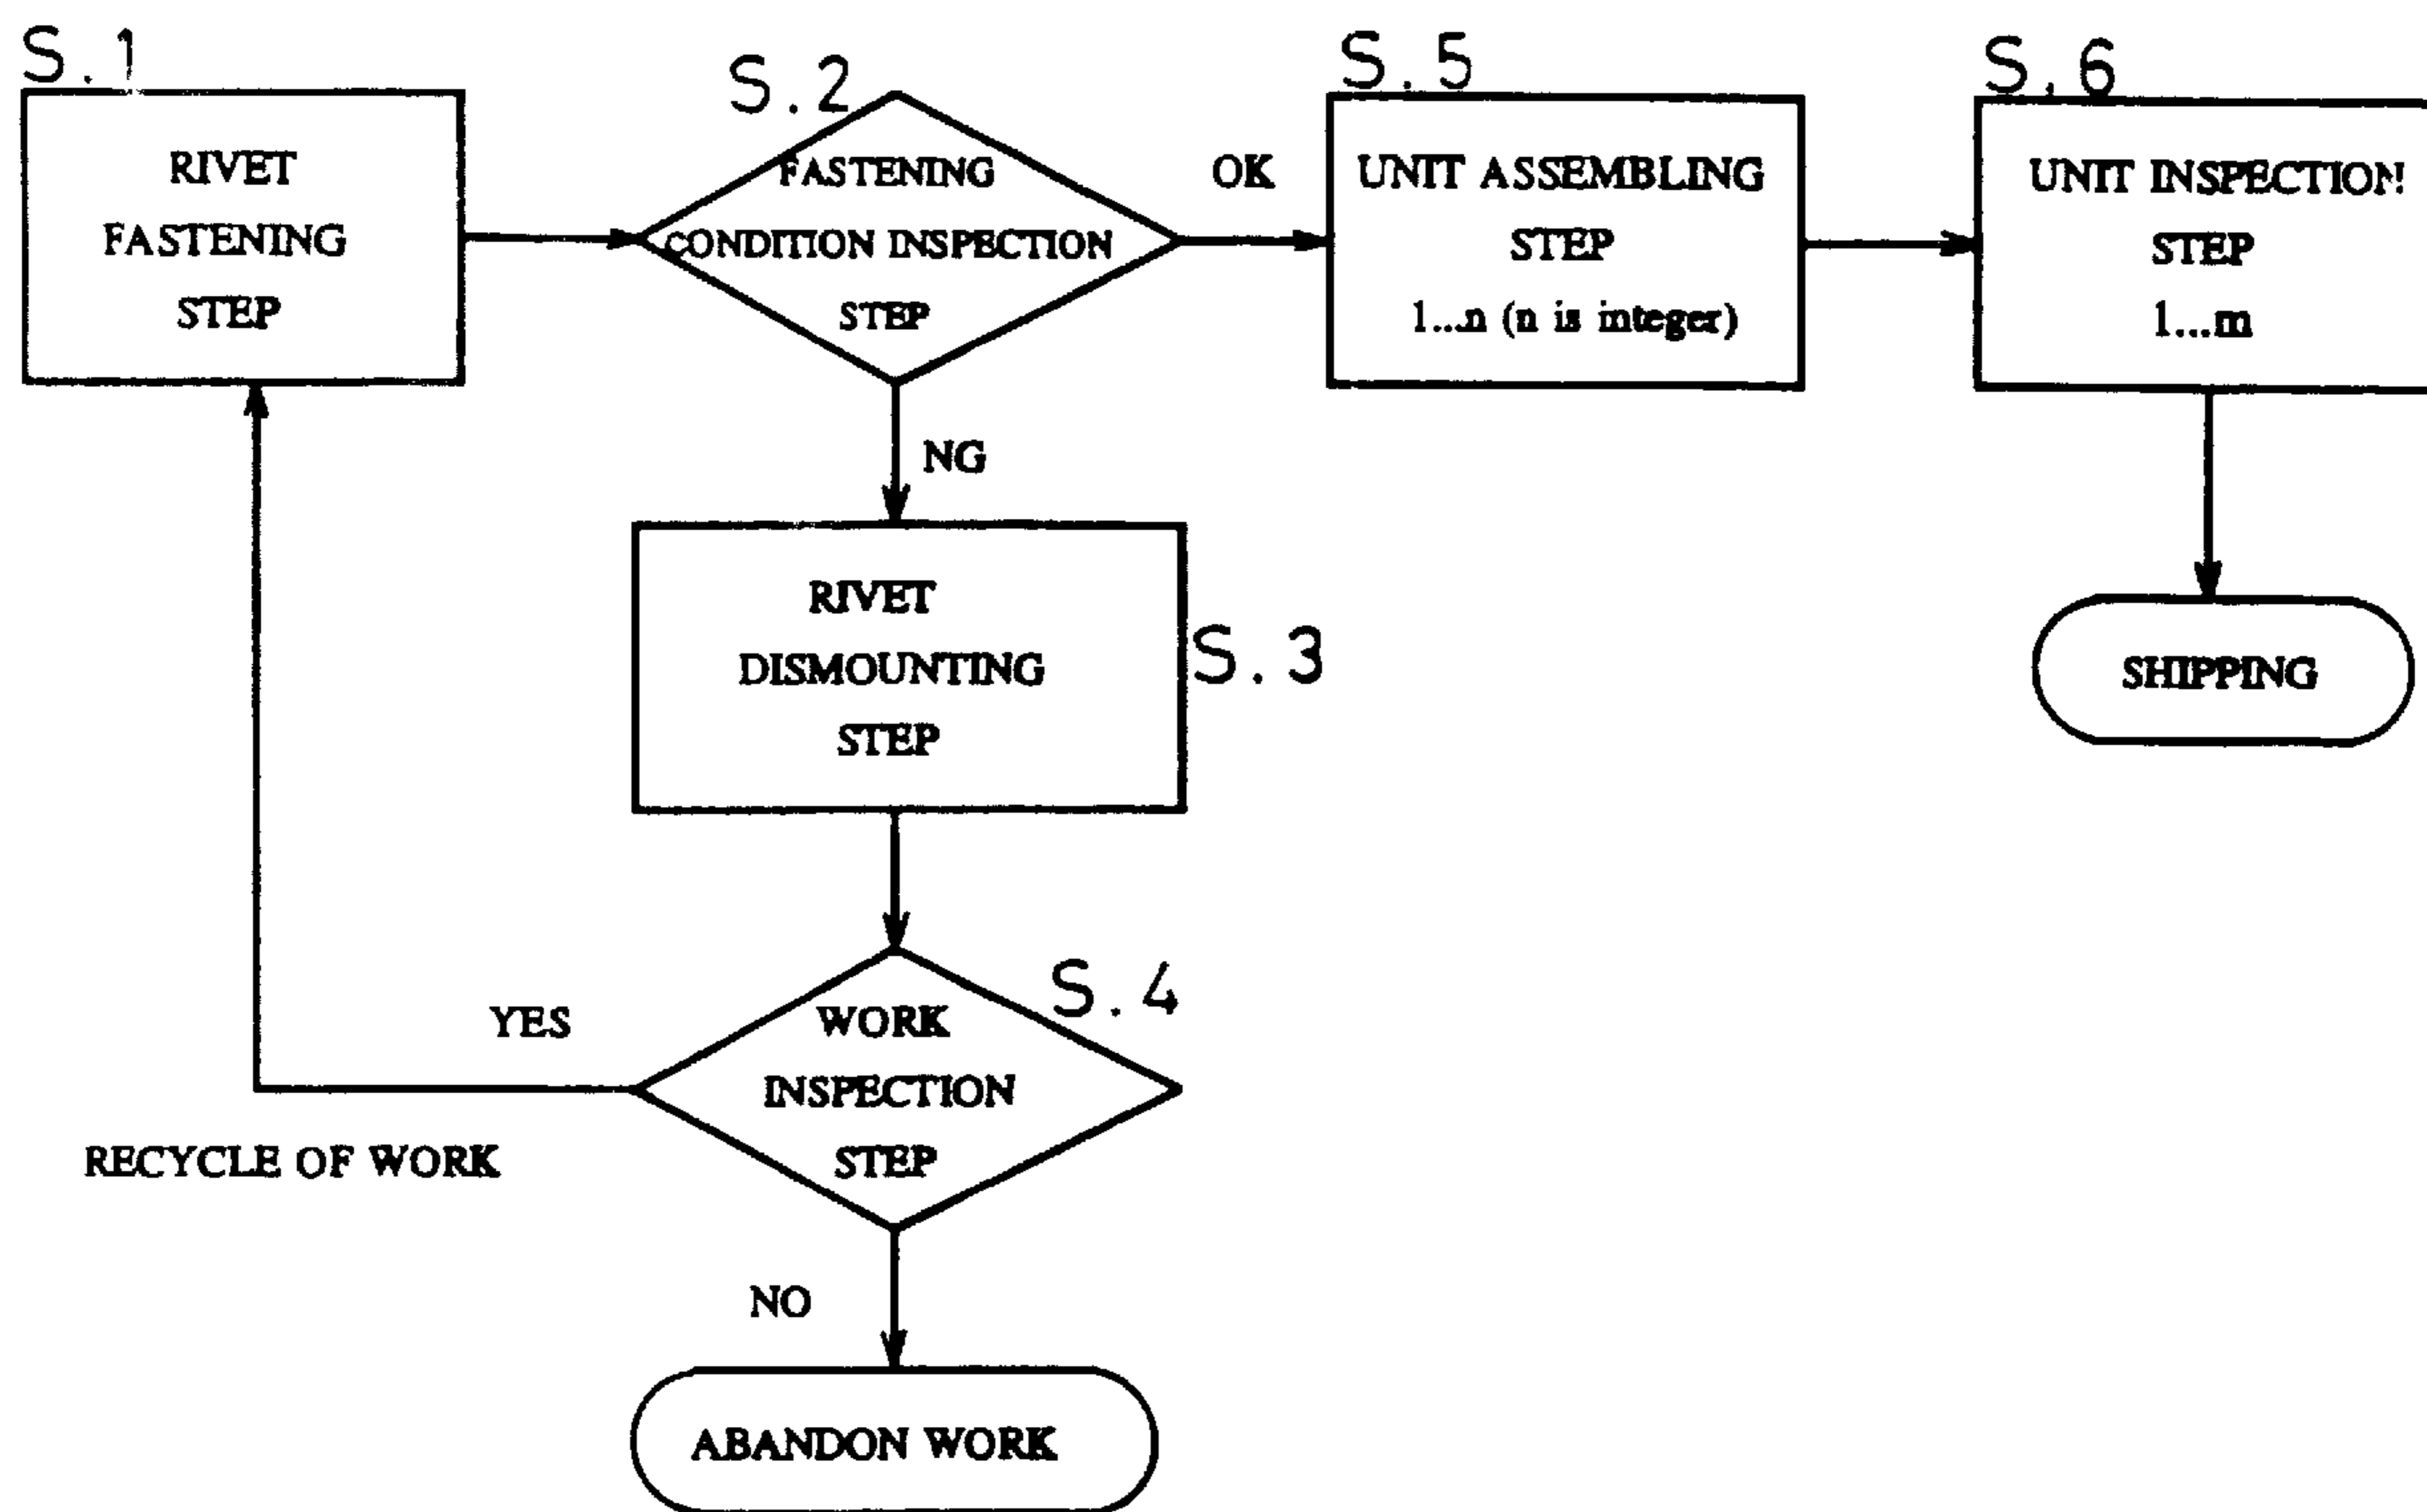 S.1
RIVET
FASTENING
STEP
S.2
FASTENING
CONDITION INSPECTION
STEP
OK
S.5
UNIT ASSEMBLING
STEP
1...n (n is integer)
S.6
UNIT INSPECTION
STEP
1...m
NG
RIVET
DISMOUNTING
STEP
S.3
SHIPPING
YES
S.4
WORK
INSPECTION
STEP
RECYCLE OF WORK
NO
ABANDON WORK